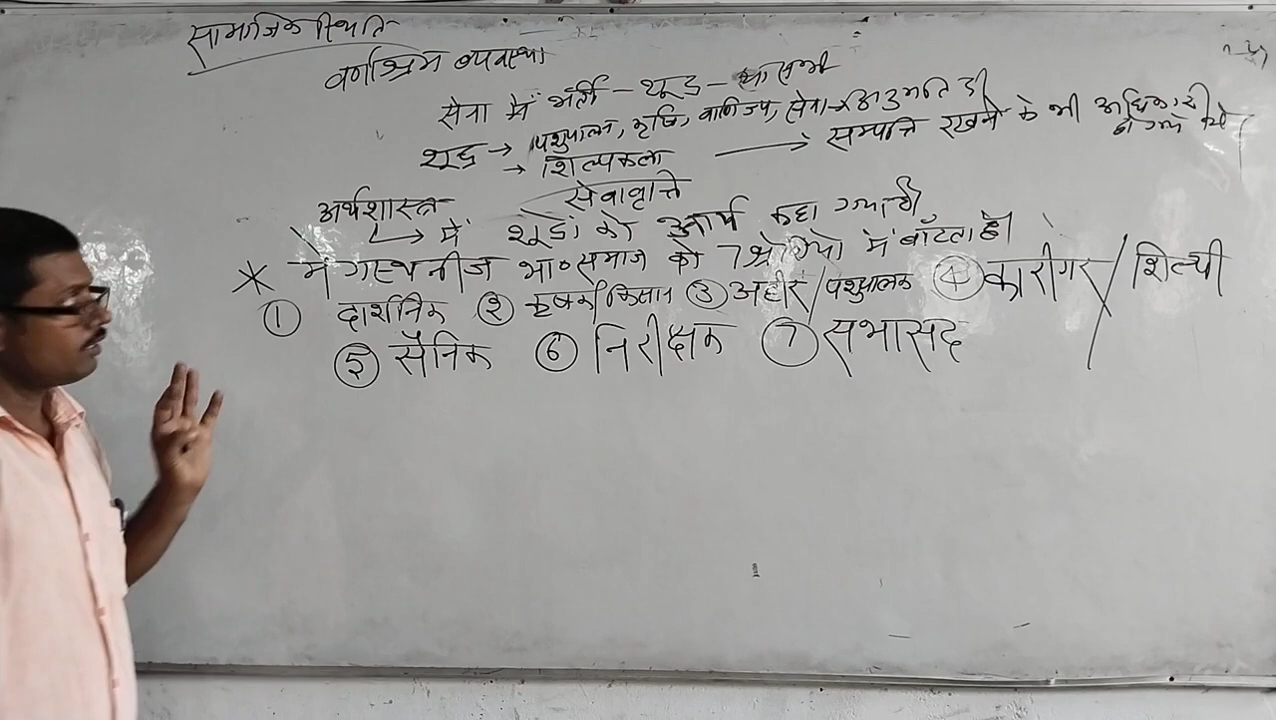 सामाजिक स्थिति
वर्णाश्रम व्यवस्था
सेना में भर्ती – शूद्र –
शूद्र → पशुपालन, कृषि, वाणिज्य, सेना → अनुमति दी
→ शिल्पकला → सम्पत्ति रखने के भी अधिकारी हो गये थे
सेवावृत्ति
अर्थशास्त्र
↳ में शूद्रों को आर्य कहा गया है।
* मेगस्थनीज भा० समाज को 7 श्रेणियो में बाँटता है।
① दार्शनिक ② कृषक/किसान ③ अहीर/पशुपालक ④ कारीगर/शिल्पी
⑤ सैनिक ⑥ निरीक्षक ⑦ सभासद